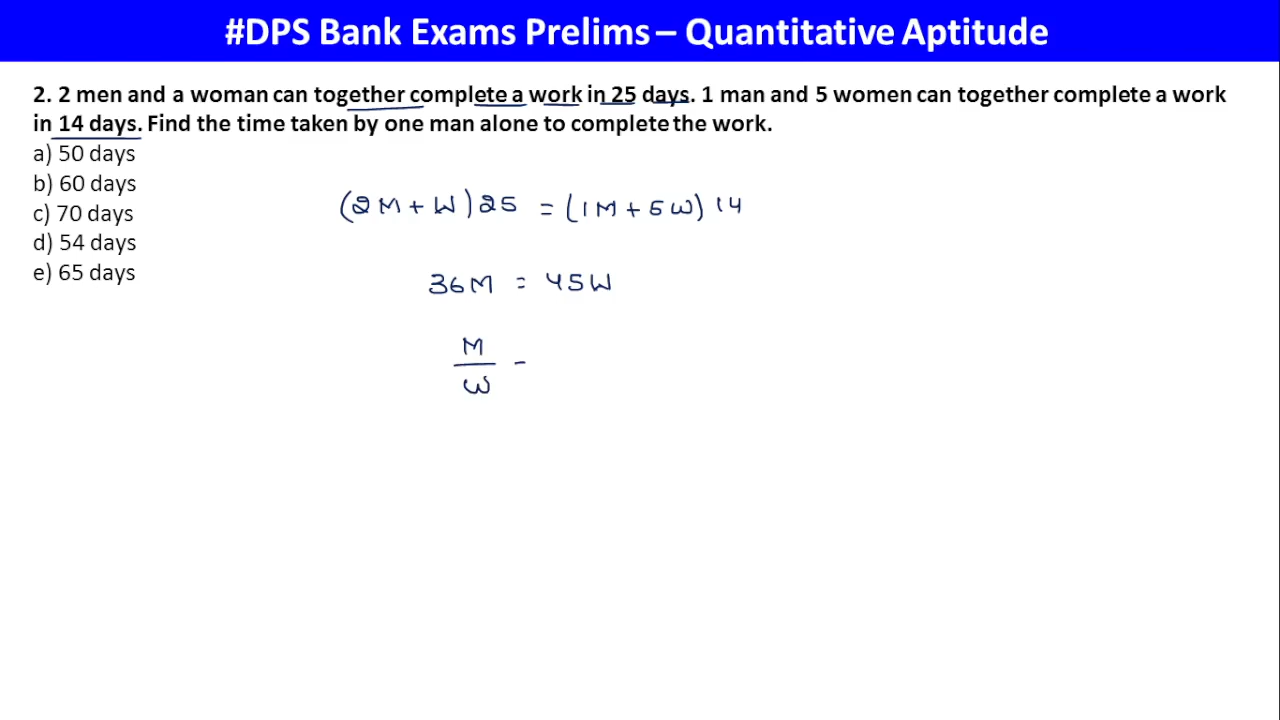 #DPS Bank Exams Prelims – Quantitative Aptitude
2. 2 men and a woman can together complete a work in 25 days. 1 man and 5 women can together complete a work
in 14 days. Find the time taken by one man alone to complete the work.
a) 50 days
b) 60 days
c) 70 days
d) 54 days
e) 65 days
(2M + W) 25 = (1M + 5W) 14
36M = 45W
M
W =